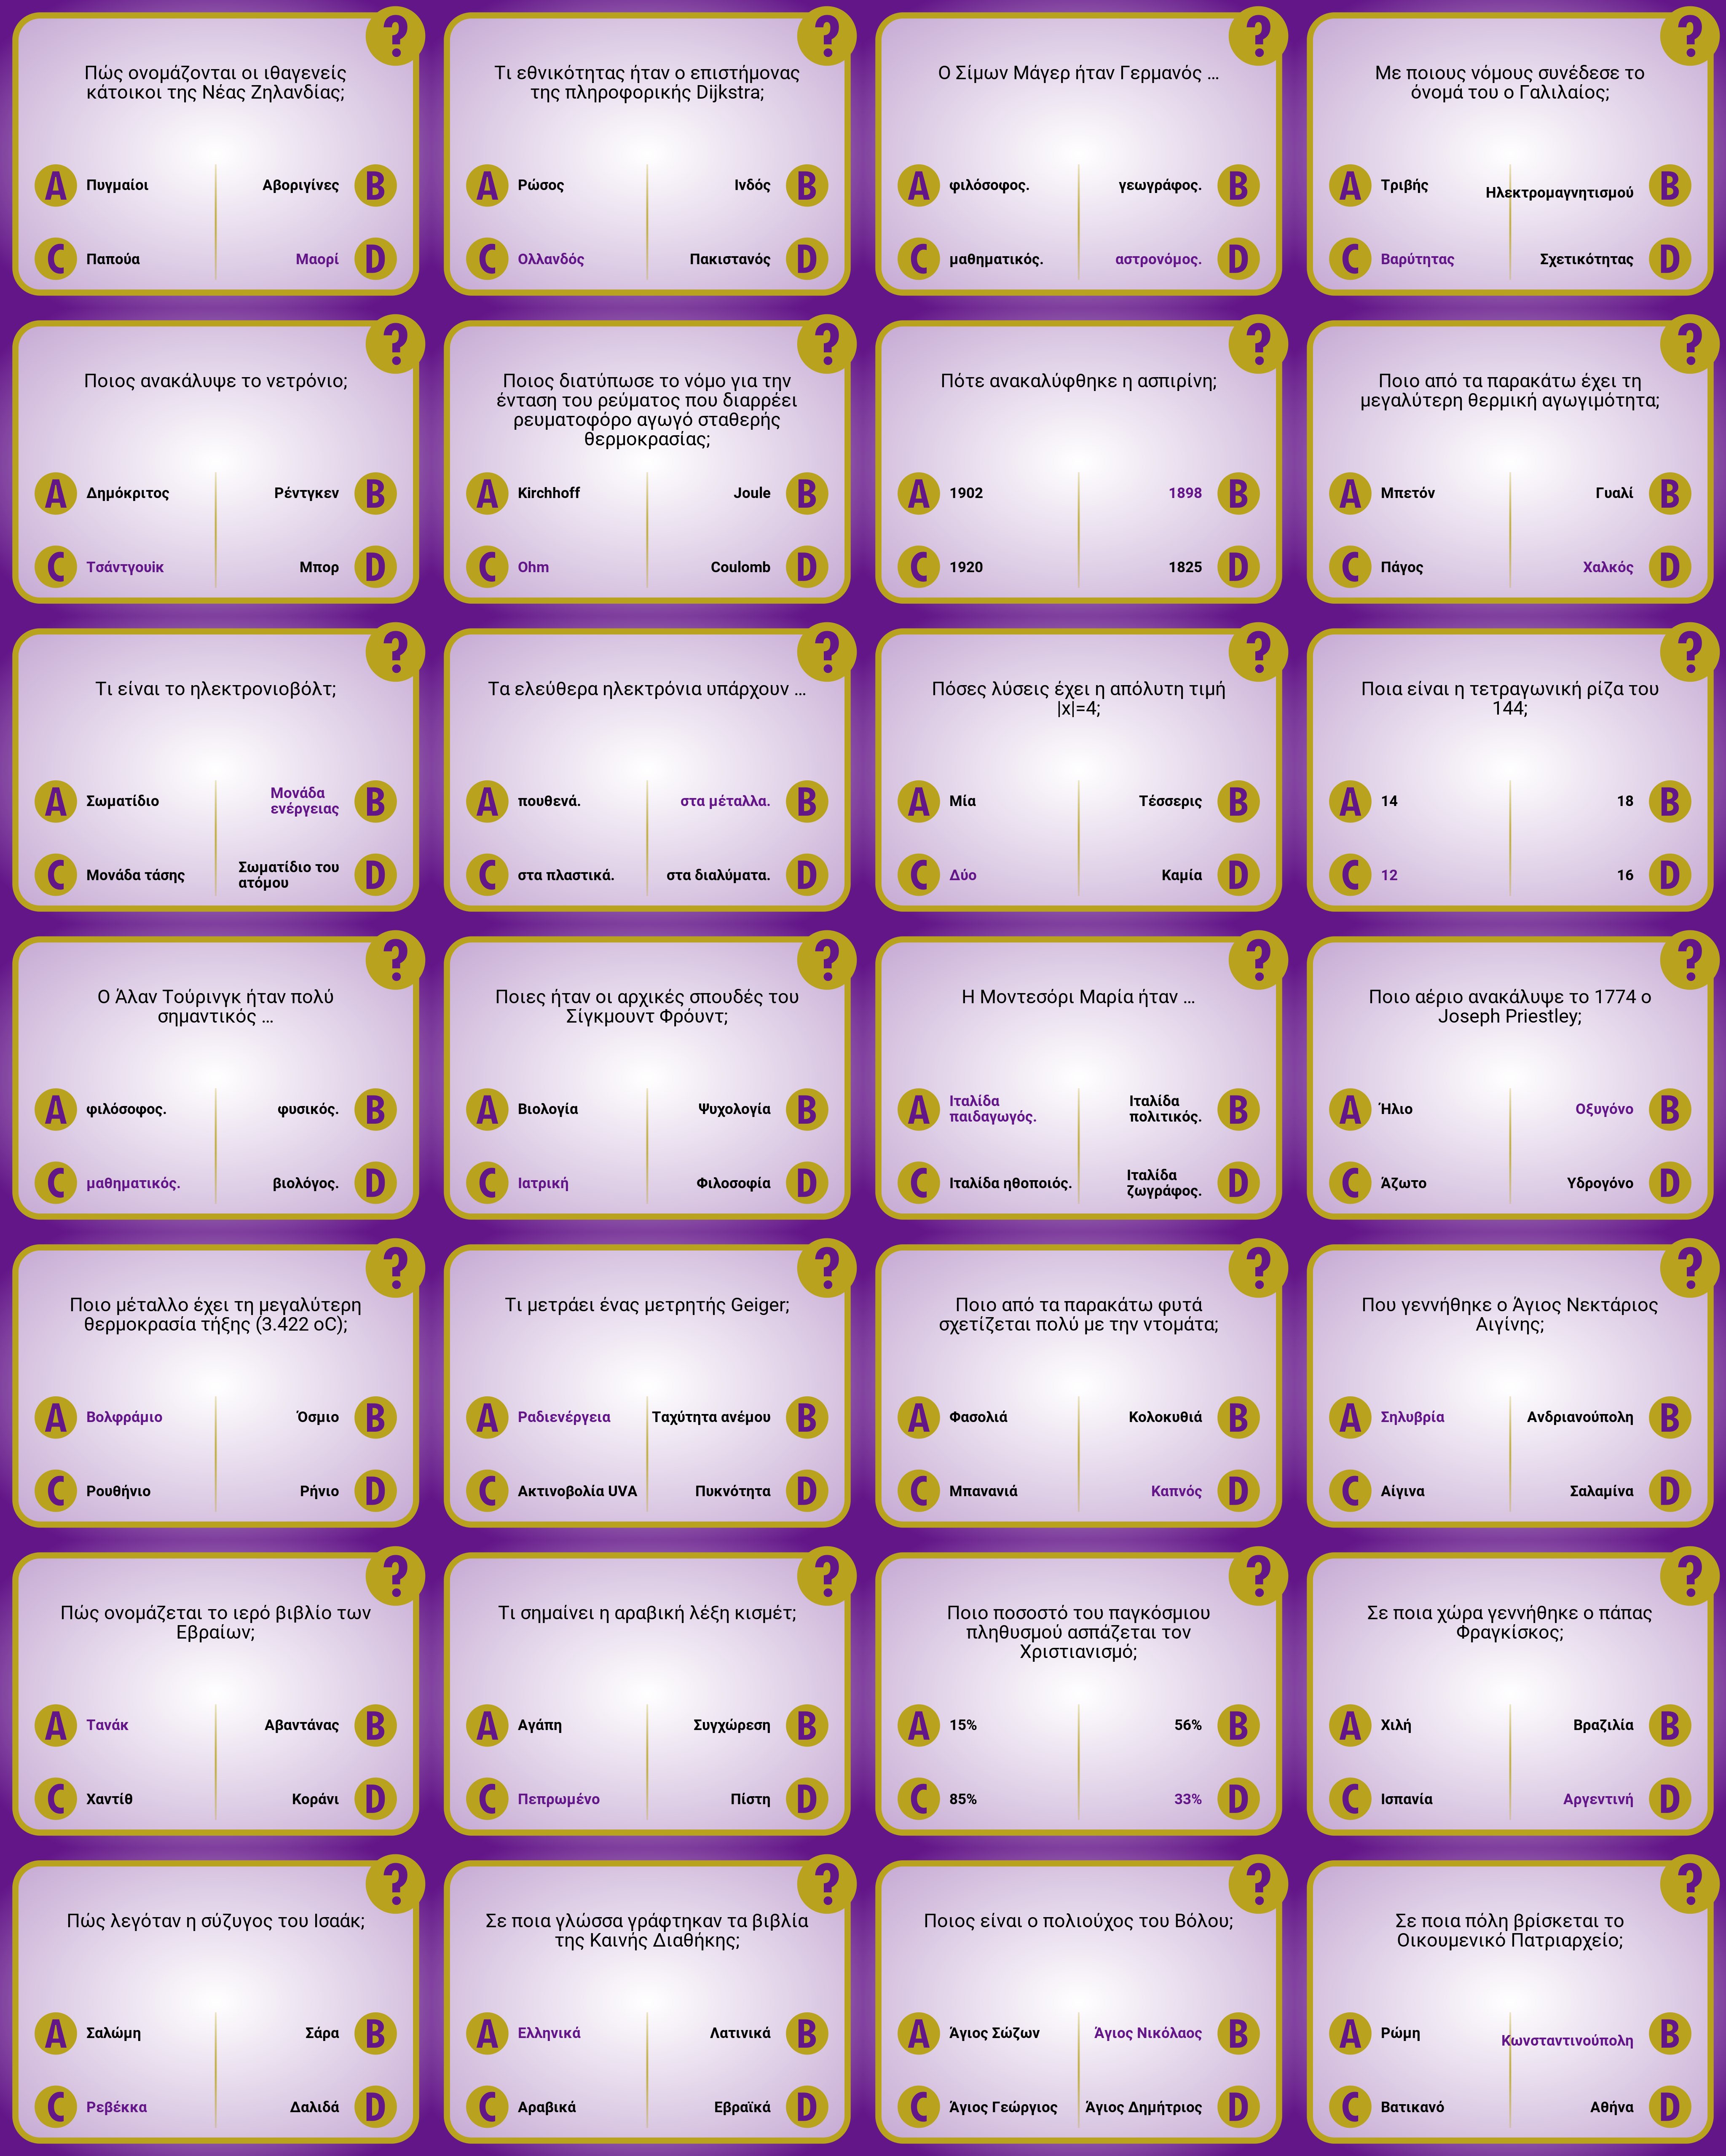 ?
Πώς ονομάζονται οι ιθαγενείς
κάτοικοι της Νέας Ζηλανδίας;
A Πυγμαίοι
Αβοριγίνες B
C Παπούα
Μαορί D
?
Τι εθνικότητας ήταν ο επιστήμονας
της πληροφορικής Dijkstra;
A Ρώσος
Ινδός B
C Ολλανδός
Πακιστανός D
?
Ο Σίμων Μάγερ ήταν Γερμανός ...
A φιλόσοφος.
γεωγράφος. B
C μαθηματικός.
αστρονόμος. D
?
Με ποιους νόμους συνέδεσε το
όνομά του ο Γαλιλαίος;
A Τριβής
Ηλεκτρομαγνητισμού B
C Βαρύτητας
Σχετικότητας D
?
Ποιος ανακάλυψε το νετρόνιο;
A Δημόκριτος
Ρέντγκεν B
C Τσάντγουικ
Μπορ D
?
Ποιος διατύπωσε το νόμο για την
ένταση του ρεύματος που διαρρέει
ρευματοφόρο αγωγό σταθερής
θερμοκρασίας;
A Kirchhoff
Joule B
C Ohm
Coulomb D
?
Πότε ανακαλύφθηκε η ασπιρίνη;
A 1902
1898 B
C 1920
1825 D
?
Ποιο από τα παρακάτω έχει τη
μεγαλύτερη θερμική αγωγιμότητα;
A Μπετόν
Γυαλί B
C Πάγος
Χαλκός D
?
Τι είναι το ηλεκτρονιοβόλτ;
A Σωματίδιο
Μονάδα
ενέργειας B
C Μονάδα τάσης
Σωματίδιο του
ατόμου D
?
Τα ελεύθερα ηλεκτρόνια υπάρχουν ...
A πουθενά.
στα μέταλλα. B
C στα πλαστικά.
στα διαλύματα. D
?
Πόσες λύσεις έχει η απόλυτη τιμή
|x|=4;
A Μία
Τέσσερις B
C Δύο
Καμία D
?
Ποια είναι η τετραγωνική ρίζα του
144;
A 14
18 B
C 12
16 D
?
Ο Άλαν Τούρινγκ ήταν πολύ
σημαντικός ...
A φιλόσοφος.
φυσικός. B
C μαθηματικός.
βιολόγος. D
?
Ποιες ήταν οι αρχικές σπουδές του
Σίγκμουντ Φρόυντ;
A Βιολογία
Ψυχολογία B
C Ιατρική
Φιλοσοφία D
?
Η Μοντεσόρι Μαρία ήταν ...
A Ιταλίδα
παιδαγωγός.
Ιταλίδα
πολιτικός. B
C Ιταλίδα ηθοποιός.
Ιταλίδα
ζωγράφος. D
?
Ποιο αέριο ανακάλυψε το 1774 ο
Joseph Priestley;
A Ήλιο
Οξυγόνο B
C Άζωτο
Υδρογόνο D
?
Ποιο μέταλλο έχει τη μεγαλύτερη
θερμοκρασία τήξης (3.422 oC);
A Βολφράμιο
Όσμιο B
C Ρουθήνιο
Ρήνιο D
?
Τι μετράει ένας μετρητής Geiger;
A Ραδιενέργεια
Ταχύτητα ανέμου B
C Ακτινοβολία UVA
Πυκνότητα D
?
Ποιο από τα παρακάτω φυτά
σχετίζεται πολύ με την ντομάτα;
A Φασολιά
Κολοκυθιά B
C Μπανανιά
Καπνός D
?
Που γεννήθηκε ο Άγιος Νεκτάριος
Αιγίνης;
A Σηλυβρία
Ανδριανούπολη B
C Αίγινα
Σαλαμίνα D
?
Πώς ονομάζεται το ιερό βιβλίο των
Εβραίων;
A Τανάκ
Αβαντάνας B
C Χαντίθ
Κοράνι D
?
Τι σημαίνει η αραβική λέξη κισμέτ;
A Αγάπη
Συγχώρεση B
C Πεπρωμένο
Πίστη D
?
Ποιο ποσοστό του παγκόσμιου
πληθυσμού ασπάζεται τον
Χριστιανισμό;
A 15%
56% B
C 85%
33% D
?
Σε ποια χώρα γεννήθηκε ο πάπας
Φραγκίσκος;
A Χιλή
Βραζιλία B
C Ισπανία
Αργεντινή D
?
Πώς λεγόταν η σύζυγος του Ισαάκ;
A Σαλώμη
Σάρα B
C Ρεβέκκα
Δαλιδά D
?
Σε ποια γλώσσα γράφτηκαν τα βιβλία
της Καινής Διαθήκης;
A Ελληνικά
Λατινικά B
C Αραβικά
Εβραϊκά D
?
Ποιος είναι ο πολιούχος του Βόλου;
A Άγιος Σώζων
Άγιος Νικόλαος B
C Άγιος Γεώργιος
Άγιος Δημήτριος D
?
Σε ποια πόλη βρίσκεται το
Οικουμενικό Πατριαρχείο;
A Ρώμη
Κωνσταντινούπολη B
C Βατικανό
Αθήνα D